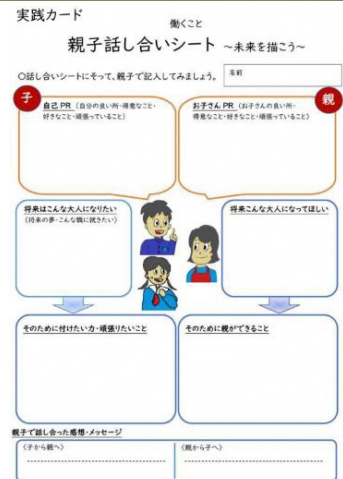 実践カード
働くこと
親子話し合いシート ～未来を描こう～
○話し合いシートにそって、親子で記入してみましょう。
名前
子
自己PR（自分の良い所・得意なこと・
好きなこと・頑張っていること）
お子さんPR（お子さんの良い所・
得意なこと・好きなこと・頑張っていること）
親
将来はこんな大人になりたい
（将来の夢・こんな職に就きたい）
将来こんな大人になってほしい
そのために付けたい力・頑張りたいこと
そのために親ができること
親子で話し合った感想・メッセージ
〈子から親へ〉
〈親から子へ〉